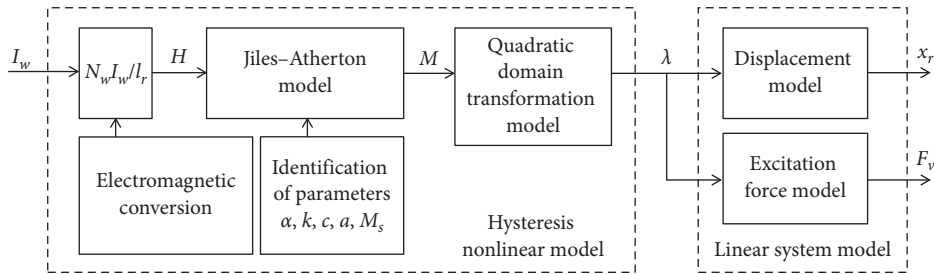 I_w
N_wI_w/l_r
H
Jiles–Atherton
model
M
Quadratic
domain
transformation
model
λ
Displacement
model
x_r
Electromagnetic
conversion
Identification
of parameters
α, k, c, a, M_s
Hysteresis
nonlinear model
Excitation
force model
F_v
Linear system model